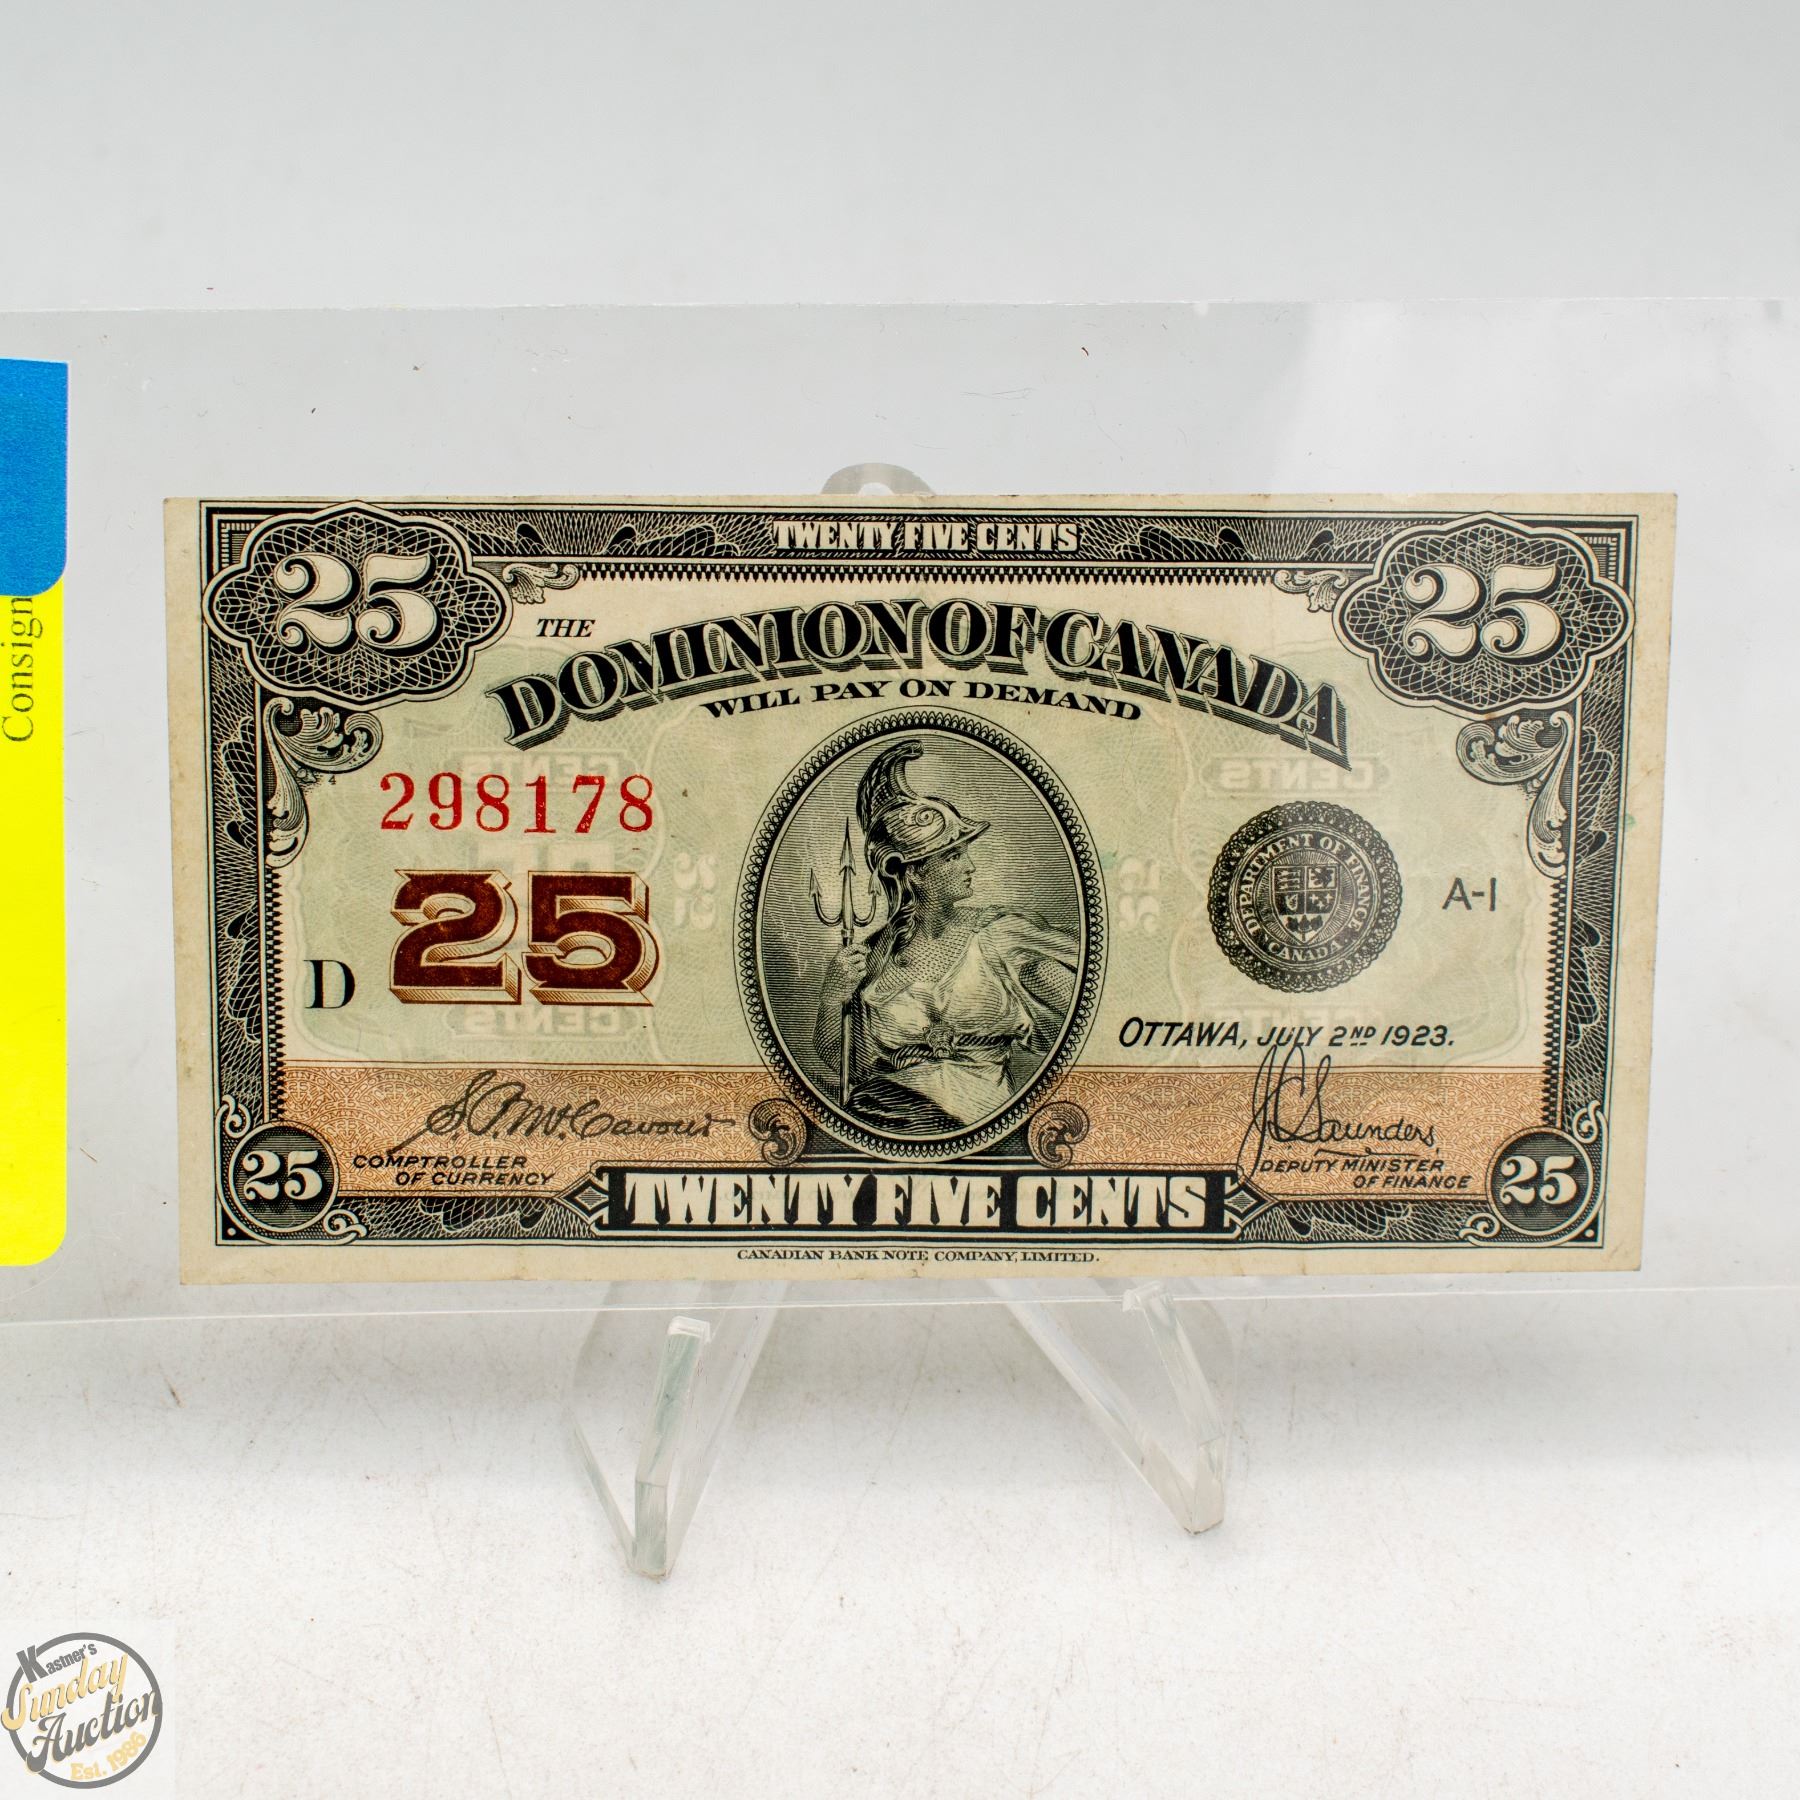 TWENTY FIVE CENTS
25
25
THE
DOMINION OF CANADA
WILL PAY ON DEMAND
298178
25
D
DEPARTMENT OF FINANCE
CANADA
A-1
OTTAWA, JULY 2ND 1923.
J.C. Saunders
COMPTROLLER
OF CURRENCY
DEPUTY MINISTER
OF FINANCE
25
25
TWENTY FIVE CENTS
CANADIAN BANK NOTE COMPANY, LIMITED.
Consign
Kastner's
Sunday
Auction
Est. 1986